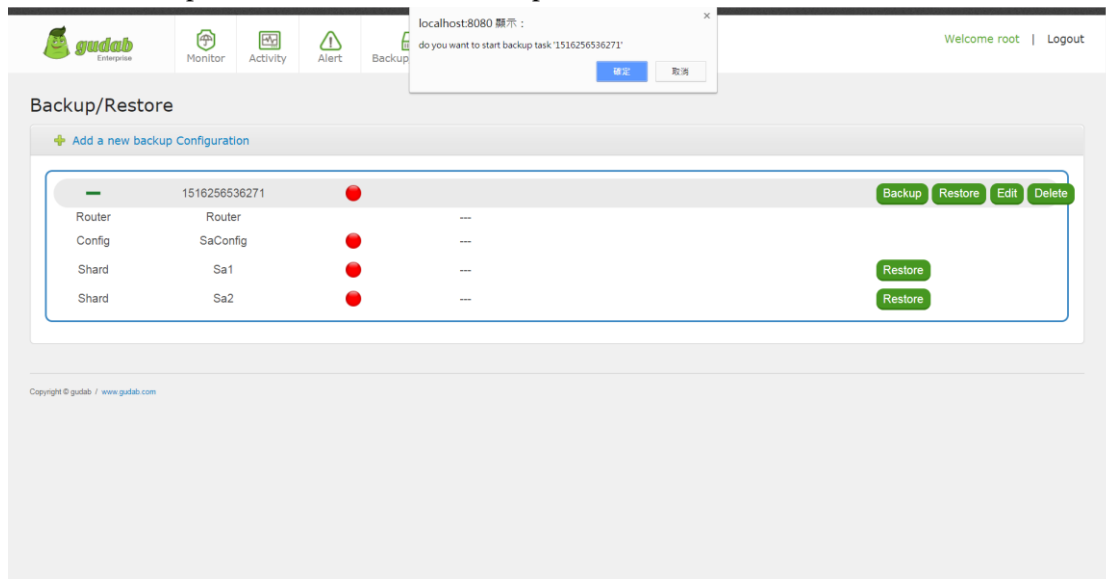 localhost:8080 顯示：
do you want to start backup task '1516256536271'
確定 取消
gudab
Enterprise
Monitor Activity Alert Backup
Welcome root | Logout
Backup/Restore
Add a new backup Configuration
1516256536271 Backup Restore Edit Delete
Router Router ---
Config SaConfig ---
Shard Sa1 --- Restore
Shard Sa2 --- Restore
Copyright © gudab / www.gudab.com